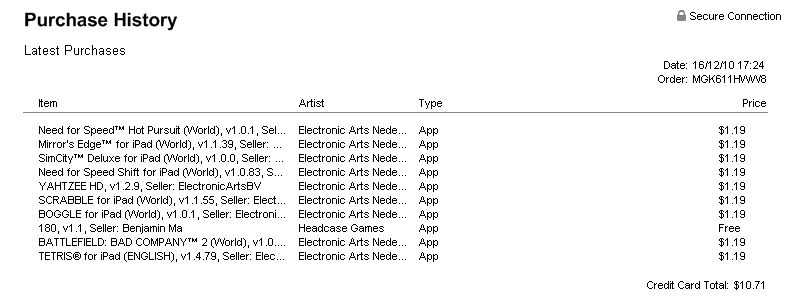 Purchase History
Secure Connection
Latest Purchases
Date: 16/12/10 17:24
Order: MGK611HVW8
Item Artist Type Price
Need for Speed™ Hot Pursuit (World), v1.0.1, Sel... Electronic Arts Nede... App $1.19
Mirror's Edge™ for iPad (World), v1.1.39, Seller: ... Electronic Arts Nede... App $1.19
SimCity™ Deluxe for iPad (World), v1.0.0, Seller: ... Electronic Arts Nede... App $1.19
Need for Speed Shift for iPad (World), v1.0.83, S... Electronic Arts Nede... App $1.19
YAHTZEE HD, v1.2.9, Seller: ElectronicArtsBV Electronic Arts Nede... App $1.19
SCRABBLE for iPad (World), v1.1.55, Seller: Elect... Electronic Arts Nede... App $1.19
BOGGLE for iPad (World), v1.0.1, Seller: Electroni... Electronic Arts Nede... App $1.19
180, v1.1, Seller: Benjamin Ma Headcase Games App Free
BATTLEFIELD: BAD COMPANY™ 2 (World), v1.0.... Electronic Arts Nede... App $1.19
TETRIS® for iPad (ENGLISH), v1.4.79, Seller: Elec... Electronic Arts Nede... App $1.19
Credit Card Total: $10.71